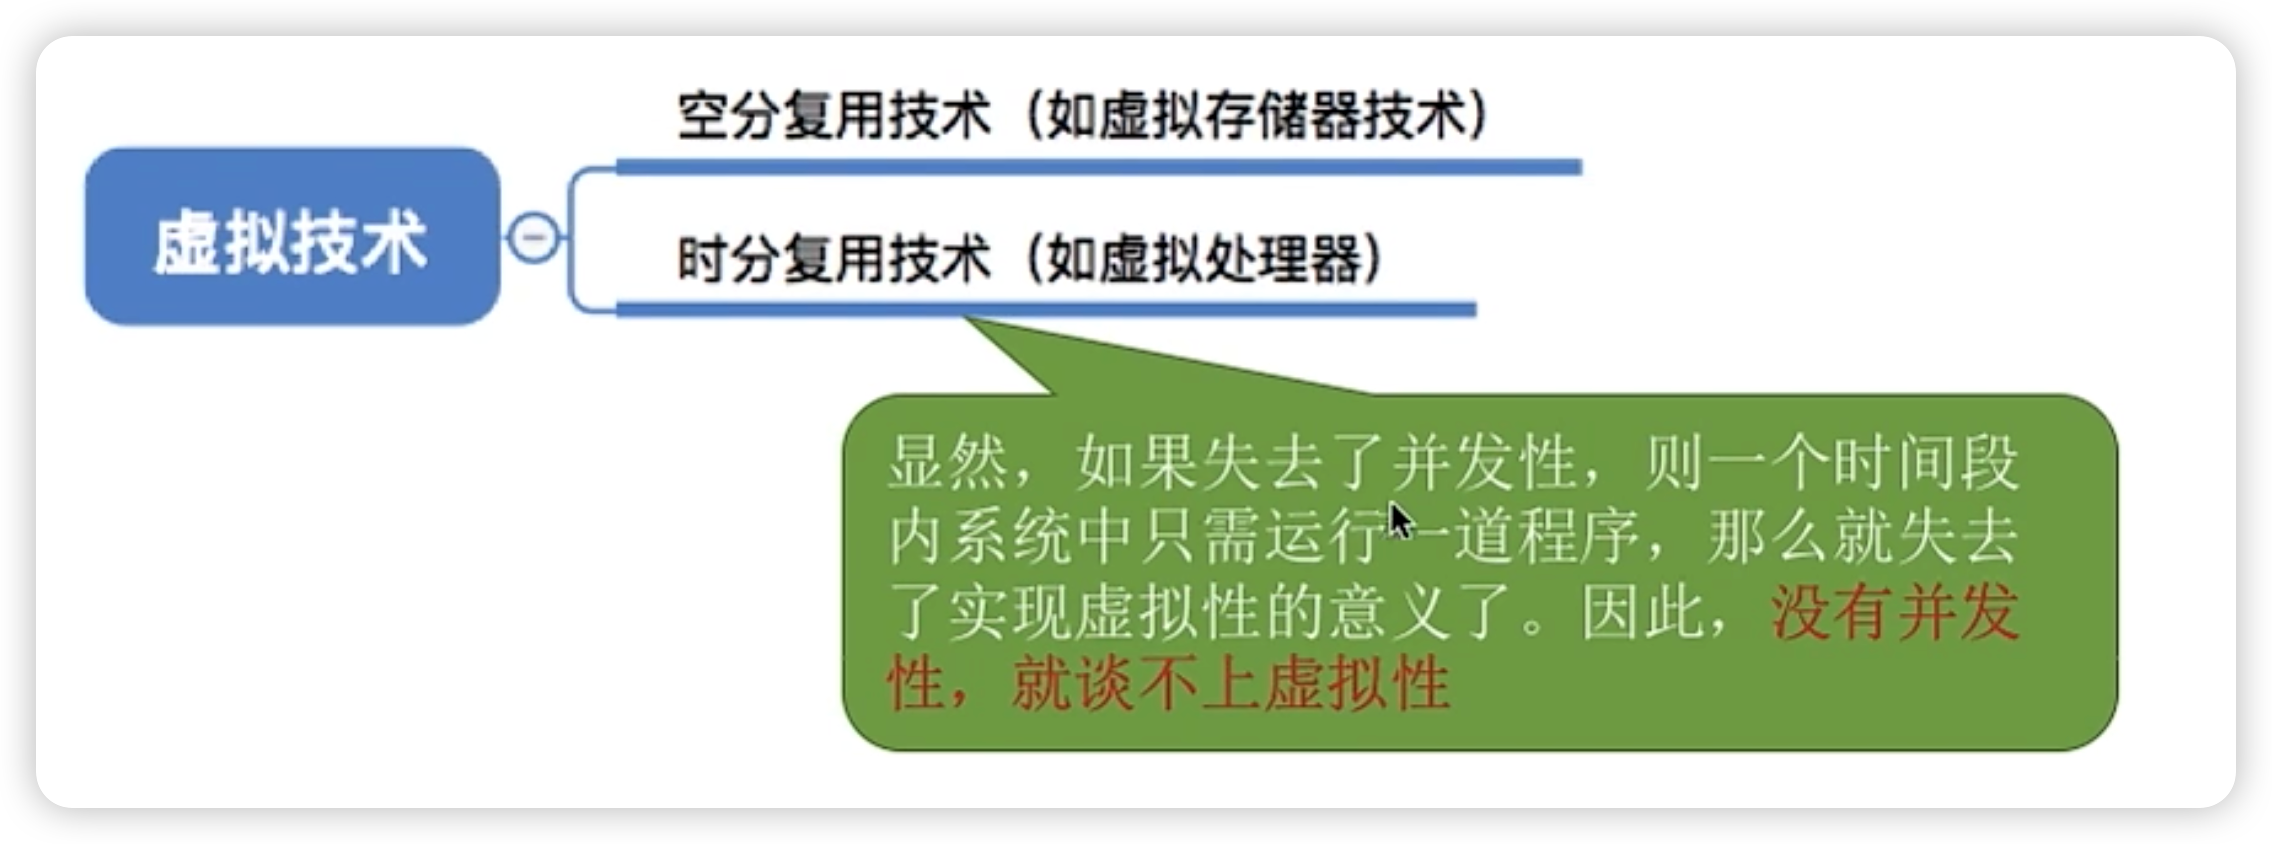 空分复用技术（如虚拟存储器技术）
虚拟技术
时分复用技术（如虚拟处理器）
显然，如果失去了并发性，则一个时间段
内系统中只需运行一道程序，那么就失去
了实现虚拟性的意义了。因此，没有并发
性，就谈不上虚拟性